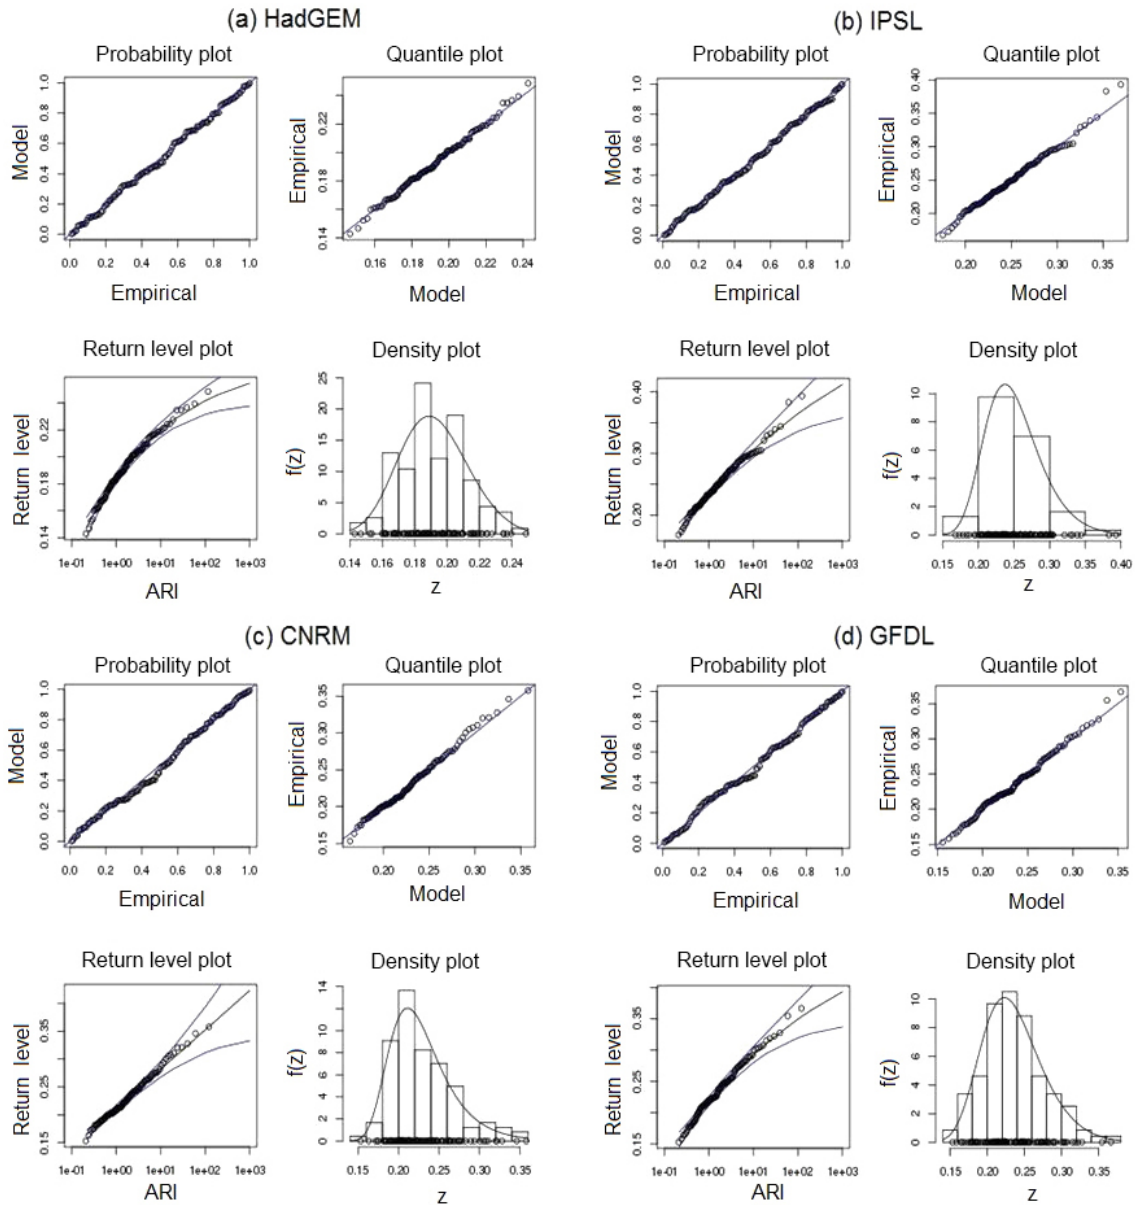 (a) HadGEM
Probability plot
Model
0.0 0.2 0.4 0.6 0.8 1.0
0.0 0.2 0.4 0.6 0.8 1.0
Empirical
Quantile plot
Empirical
0.14 0.18 0.22
0.16 0.18 0.20 0.22 0.24
Model
Return level plot
Return level
0.14 0.18 0.22
1e-01 1e+00 1e+01 1e+02 1e+03
ARI
Density plot
f(z)
0 5 10 15 20 25
0.14 0.16 0.18 0.20 0.22 0.24
z
(b) IPSL
Probability plot
Model
0.0 0.2 0.4 0.6 0.8 1.0
0.0 0.2 0.4 0.6 0.8 1.0
Empirical
Quantile plot
Empirical
0.20 0.25 0.30 0.35 0.40
0.20 0.25 0.30 0.35
Model
Return level plot
Return level
0.20 0.30 0.40
1e-01 1e+00 1e+01 1e+02 1e+03
ARI
Density plot
f(z)
0 2 4 6 8 10
0.15 0.20 0.25 0.30 0.35 0.40
z
(c) CNRM
Probability plot
Model
0.0 0.2 0.4 0.6 0.8 1.0
0.0 0.2 0.4 0.6 0.8 1.0
Empirical
Quantile plot
Empirical
0.15 0.20 0.25 0.30 0.35
0.20 0.25 0.30 0.35
Model
Return level plot
Return level
0.15 0.25 0.35
1e-01 1e+00 1e+01 1e+02 1e+03
ARI
Density plot
f(z)
0 2 4 6 8 10 12 14
0.15 0.20 0.25 0.30 0.35
z
(d) GFDL
Probability plot
Model
0.0 0.2 0.4 0.6 0.8 1.0
0.0 0.2 0.4 0.6 0.8 1.0
Empirical
Quantile plot
Empirical
0.15 0.20 0.25 0.30 0.35
0.15 0.20 0.25 0.30 0.35
Model
Return level plot
Return level
0.15 0.25 0.35
1e-01 1e+00 1e+01 1e+02 1e+03
ARI
Density plot
f(z)
0 2 4 6 8 10
0.15 0.20 0.25 0.30 0.35
z